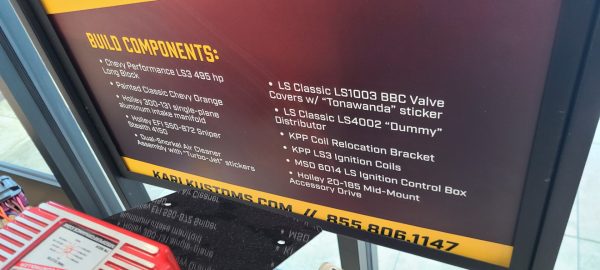 BUILD COMPONENTS:
• Chevy Performance LS3 495 hp
Long Block
• Painted Classic Chevy Orange
• Holley 300-131 single-plane
aluminum intake manifold
• Holley EFI 550-872 Sniper
Stealth 4150
• Dual-Snorkel Air Cleaner
Assembly with "Turbo-Jet" stickers
• LS Classic LS1003 BBC Valve
Covers w/ "Tonawanda" sticker
• LS Classic LS4002 "Dummy"
Distributor
• KPP Coil Relocation Bracket
• KPP LS3 Ignition Coils
• MSD 6014 LS Ignition Control Box
• Holley 20-185 Mid-Mount
Accessory Drive
KARLKUSTOMS.COM // 855.806.1147